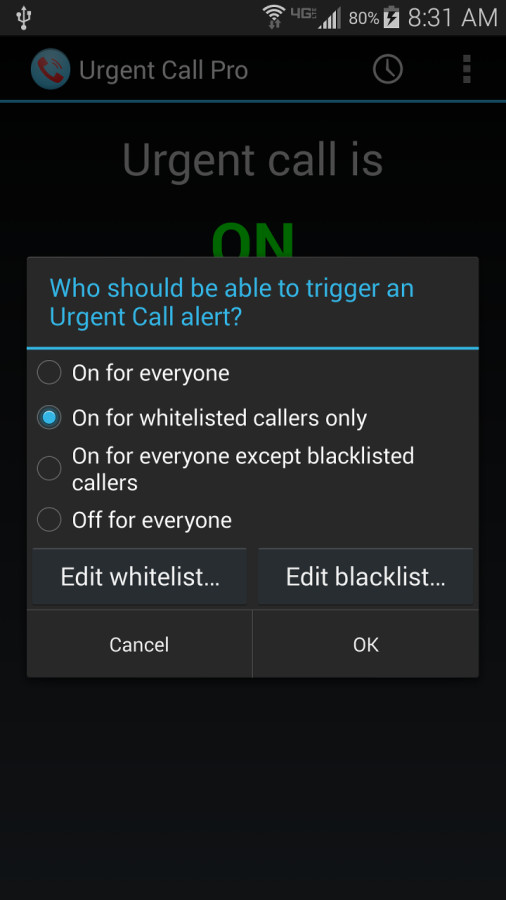 4G 80% 8:31 AM
Urgent Call Pro
Urgent call is
ON
Who should be able to trigger an
Urgent Call alert?
On for everyone
On for whitelisted callers only
On for everyone except blacklisted
callers
Off for everyone
Edit whitelist... Edit blacklist...
Cancel OK